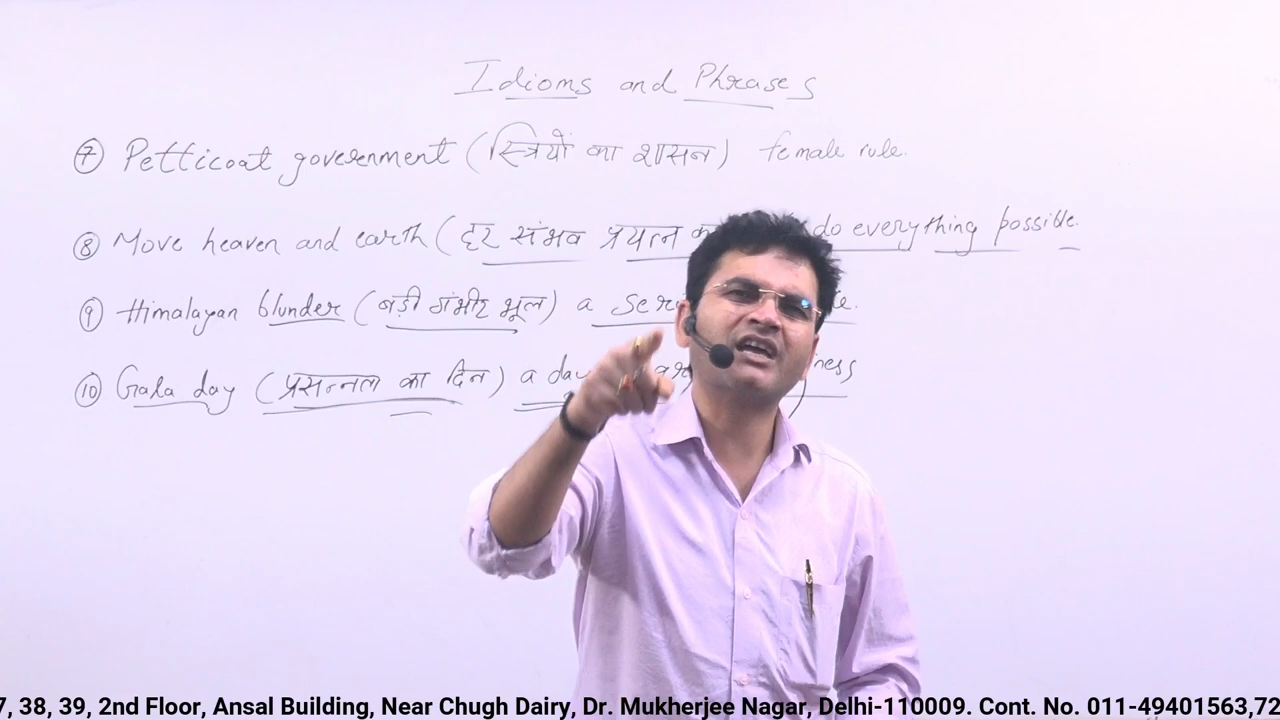 Idioms and Phrases
⑦ Petticoat government (स्त्रियों का शासन) female rule.
⑧ Move heaven and earth (हर संभव प्रयत्न do everything possible.
⑨ Himalayan blunder (बड़ी गंभीर भूल) a
⑩ Gala day (प्रसन्नता का दिन) a day
7, 38, 39, 2nd Floor, Ansal Building, Near Chugh Dairy, Dr. Mukherjee Nagar, Delhi-110009. Cont. No. 011-49401563,72